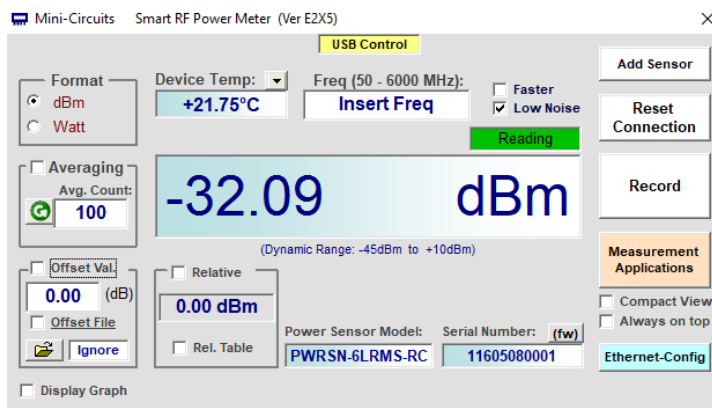 Mini-Circuits Smart RF Power Meter (Ver E2X5)
USB Control
Add Sensor
Format
dBm
Watt
Device Temp:
+21.75°C
Freq (50 - 6000 MHz):
Insert Freq
Faster
Low Noise
Reset
Connection
Reading
Averaging
Avg. Count:
100
-32.09 dBm
Record
(Dynamic Range: -45dBm to +10dBm)
Measurement
Applications
Offset Val.
0.00 (dB)
Offset File
Ignore
Relative
0.00 dBm
Rel. Table
Power Sensor Model:
PWRSN-6LRMS-RC
Serial Number: (fw)
11605080001
Compact View
Always on top
Ethernet-Config
Display Graph